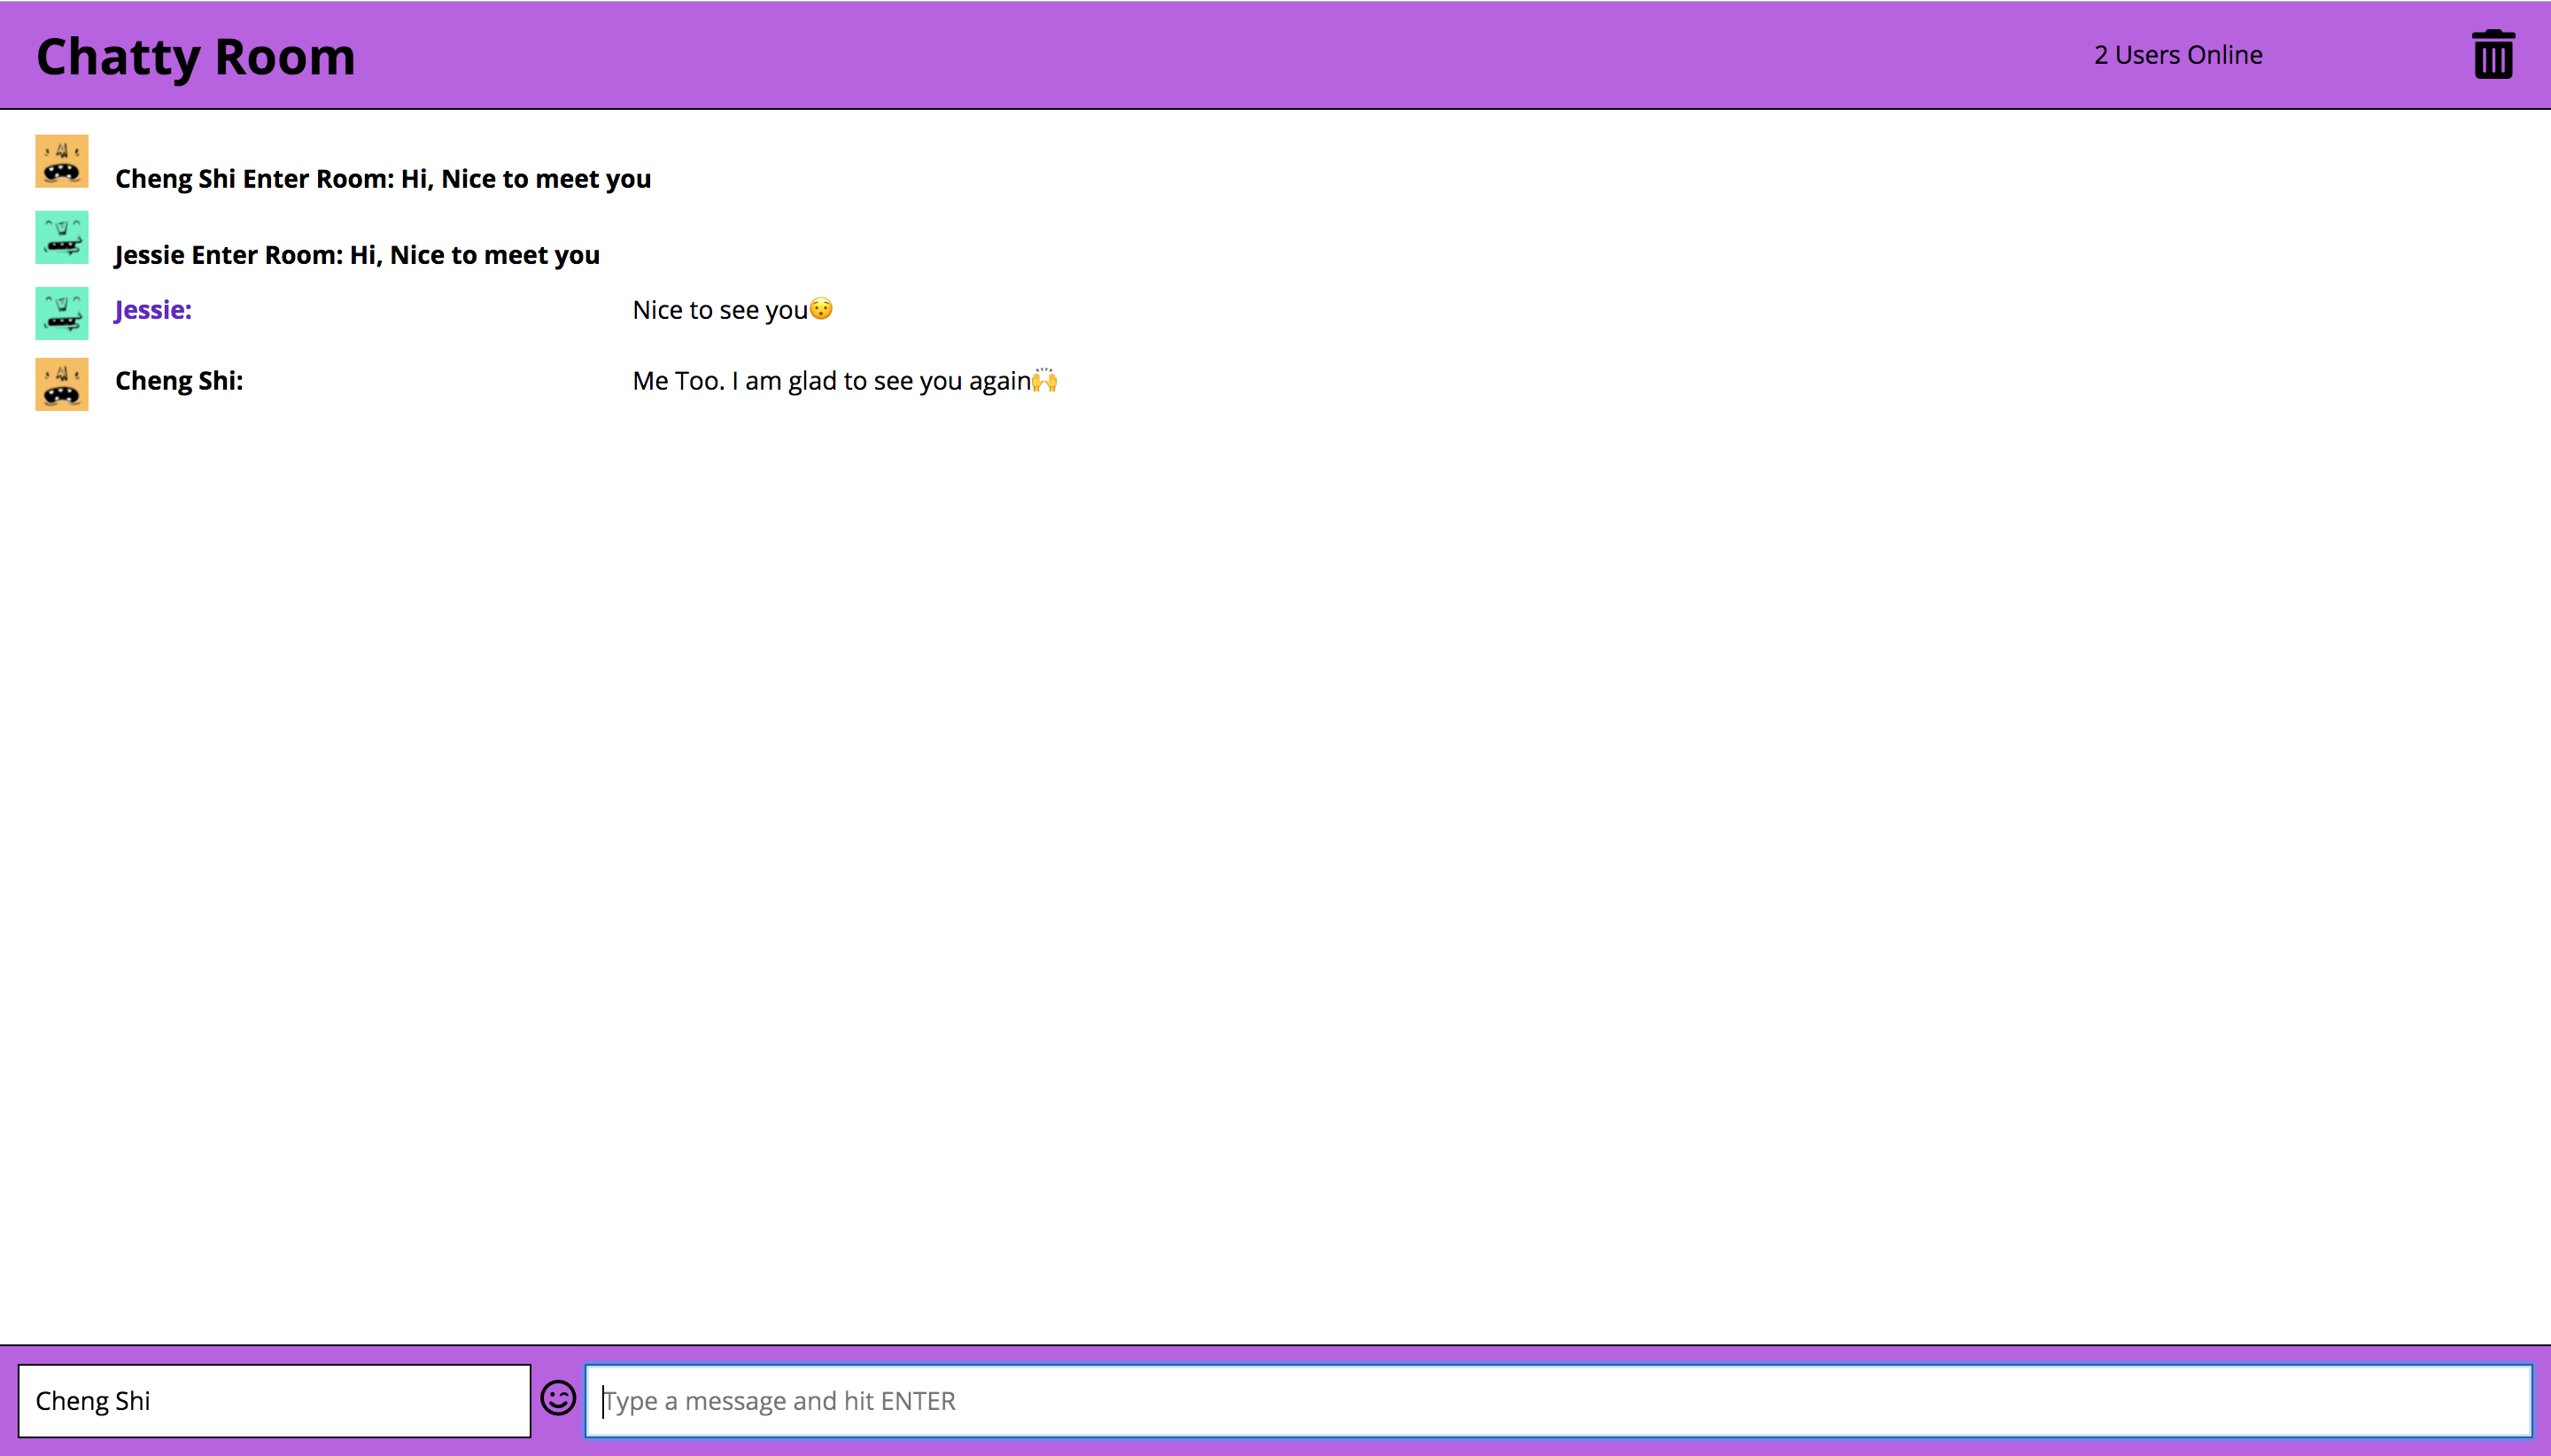 Chatty Room
2 Users Online
Cheng Shi Enter Room: Hi, Nice to meet you
Jessie Enter Room: Hi, Nice to meet you
Jessie: Nice to see you😯
Cheng Shi: Me Too. I am glad to see you again🙌
Cheng Shi
Type a message and hit ENTER